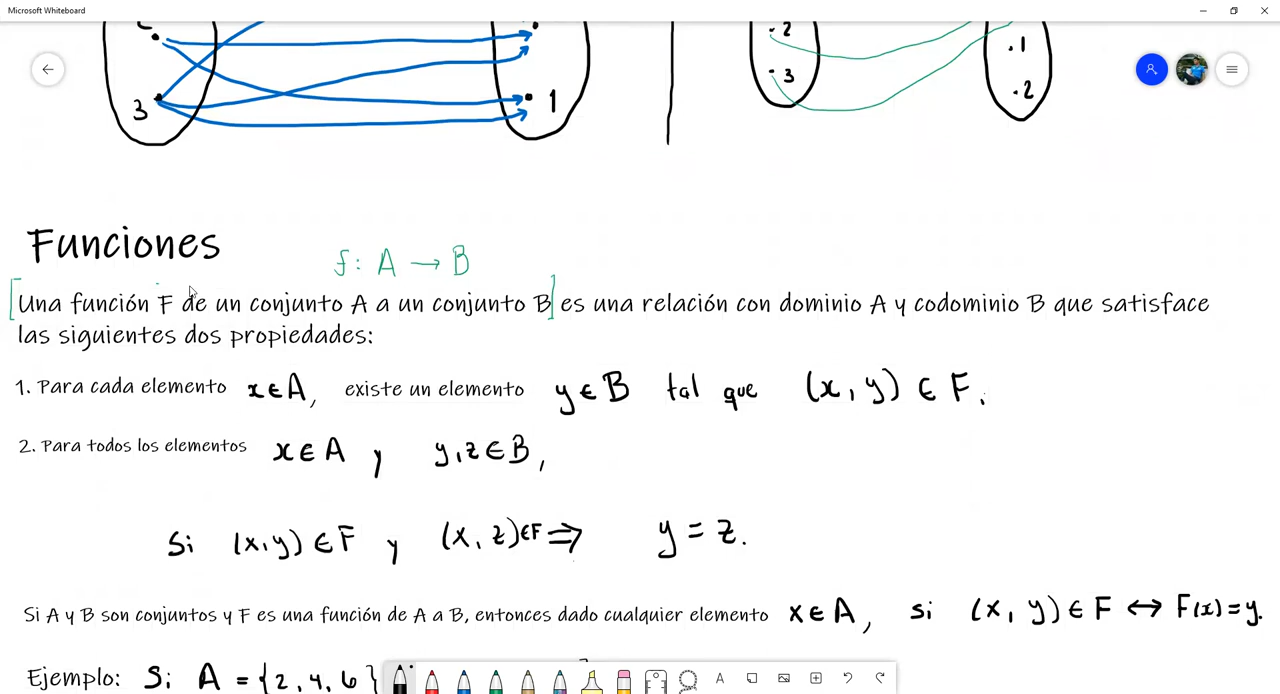 Microsoft Whiteboard
2
3
1
3
1
2
Funciones
f: A → B
[Una función F de un conjunto A a un conjunto B] es una relación con dominio A y codominio B que satisface
las siguientes dos propiedades:
1. Para cada elemento x ∈ A, existe un elemento y ∈ B tal que (x, y) ∈ F.
2. Para todos los elementos x ∈ A y y, z ∈ B,
Si (x, y) ∈ F y (x, z) ∈ F ⇒ y = z.
Si A y B son conjuntos y F es una función de A a B, entonces dado cualquier elemento x ∈ A, si (x, y) ∈ F ↔ F(x) = y.
Ejemplo: Si A = {2, 4, 6}
A